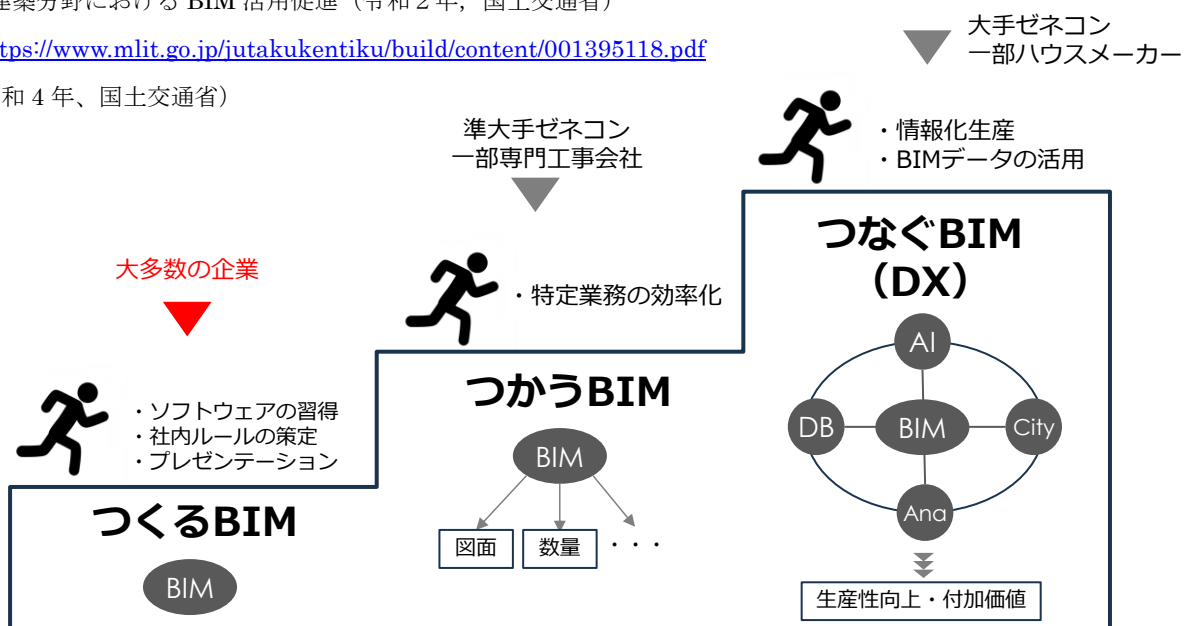 建築分野における BIM 活用促進（令和２年，国土交通省）
tps://www.mlit.go.jp/jutakukentiku/build/content/001395118.pdf
和 4 年、国土交通省）
大手ゼネコン
一部ハウスメーカー
・情報化生産
・BIMデータの活用
準大手ゼネコン
一部専門工事会社
つなぐBIM
（DX）
大多数の企業
・特定業務の効率化
AI
DB
BIM
City
Ana
生産性向上・付加価値
つかうBIM
BIM
図面
数量
・・・
・ソフトウェアの習得
・社内ルールの策定
・プレゼンテーション
つくるBIM
BIM